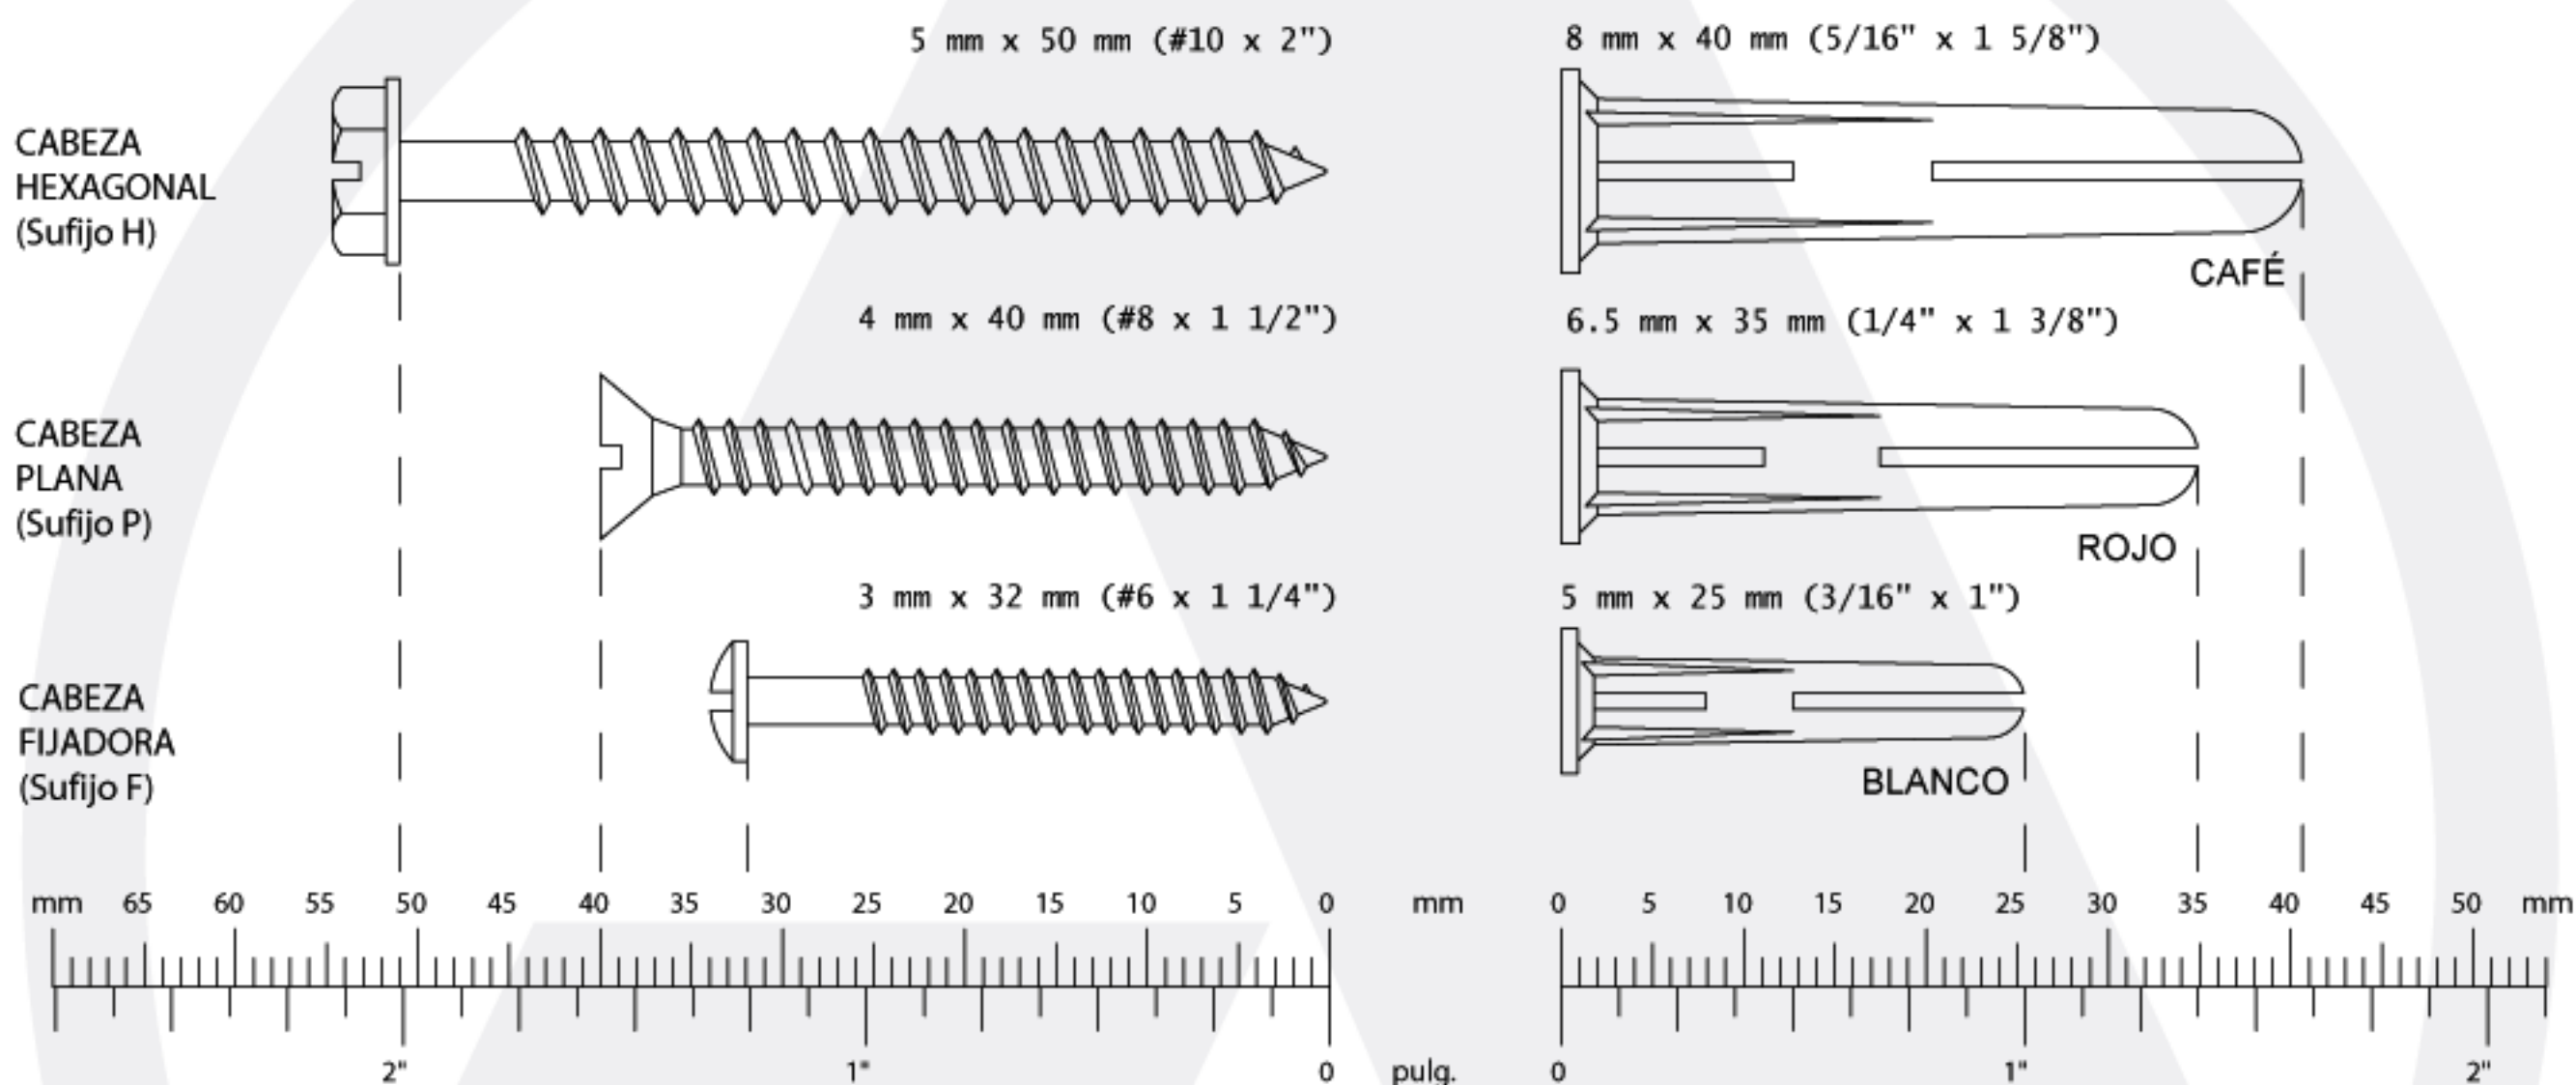 5 mm x 50 mm (#10 x 2")
8 mm x 40 mm (5/16" x 1 5/8")
CABEZA
HEXAGONAL
(Sufijo H)
CAFÉ
4 mm x 40 mm (#8 x 1 1/2")
6.5 mm x 35 mm (1/4" x 1 3/8")
CABEZA
PLANA
(Sufijo P)
ROJO
3 mm x 32 mm (#6 x 1 1/4")
5 mm x 25 mm (3/16" x 1")
CABEZA
FIJADORA
(Sufijo F)
BLANCO
mm 65 60 55 50 45 40 35 30 25 20 15 10 5 0 mm 0 5 10 15 20 25 30 35 40 45 50 mm
2" 1" 0 pulg. 0 1" 2"